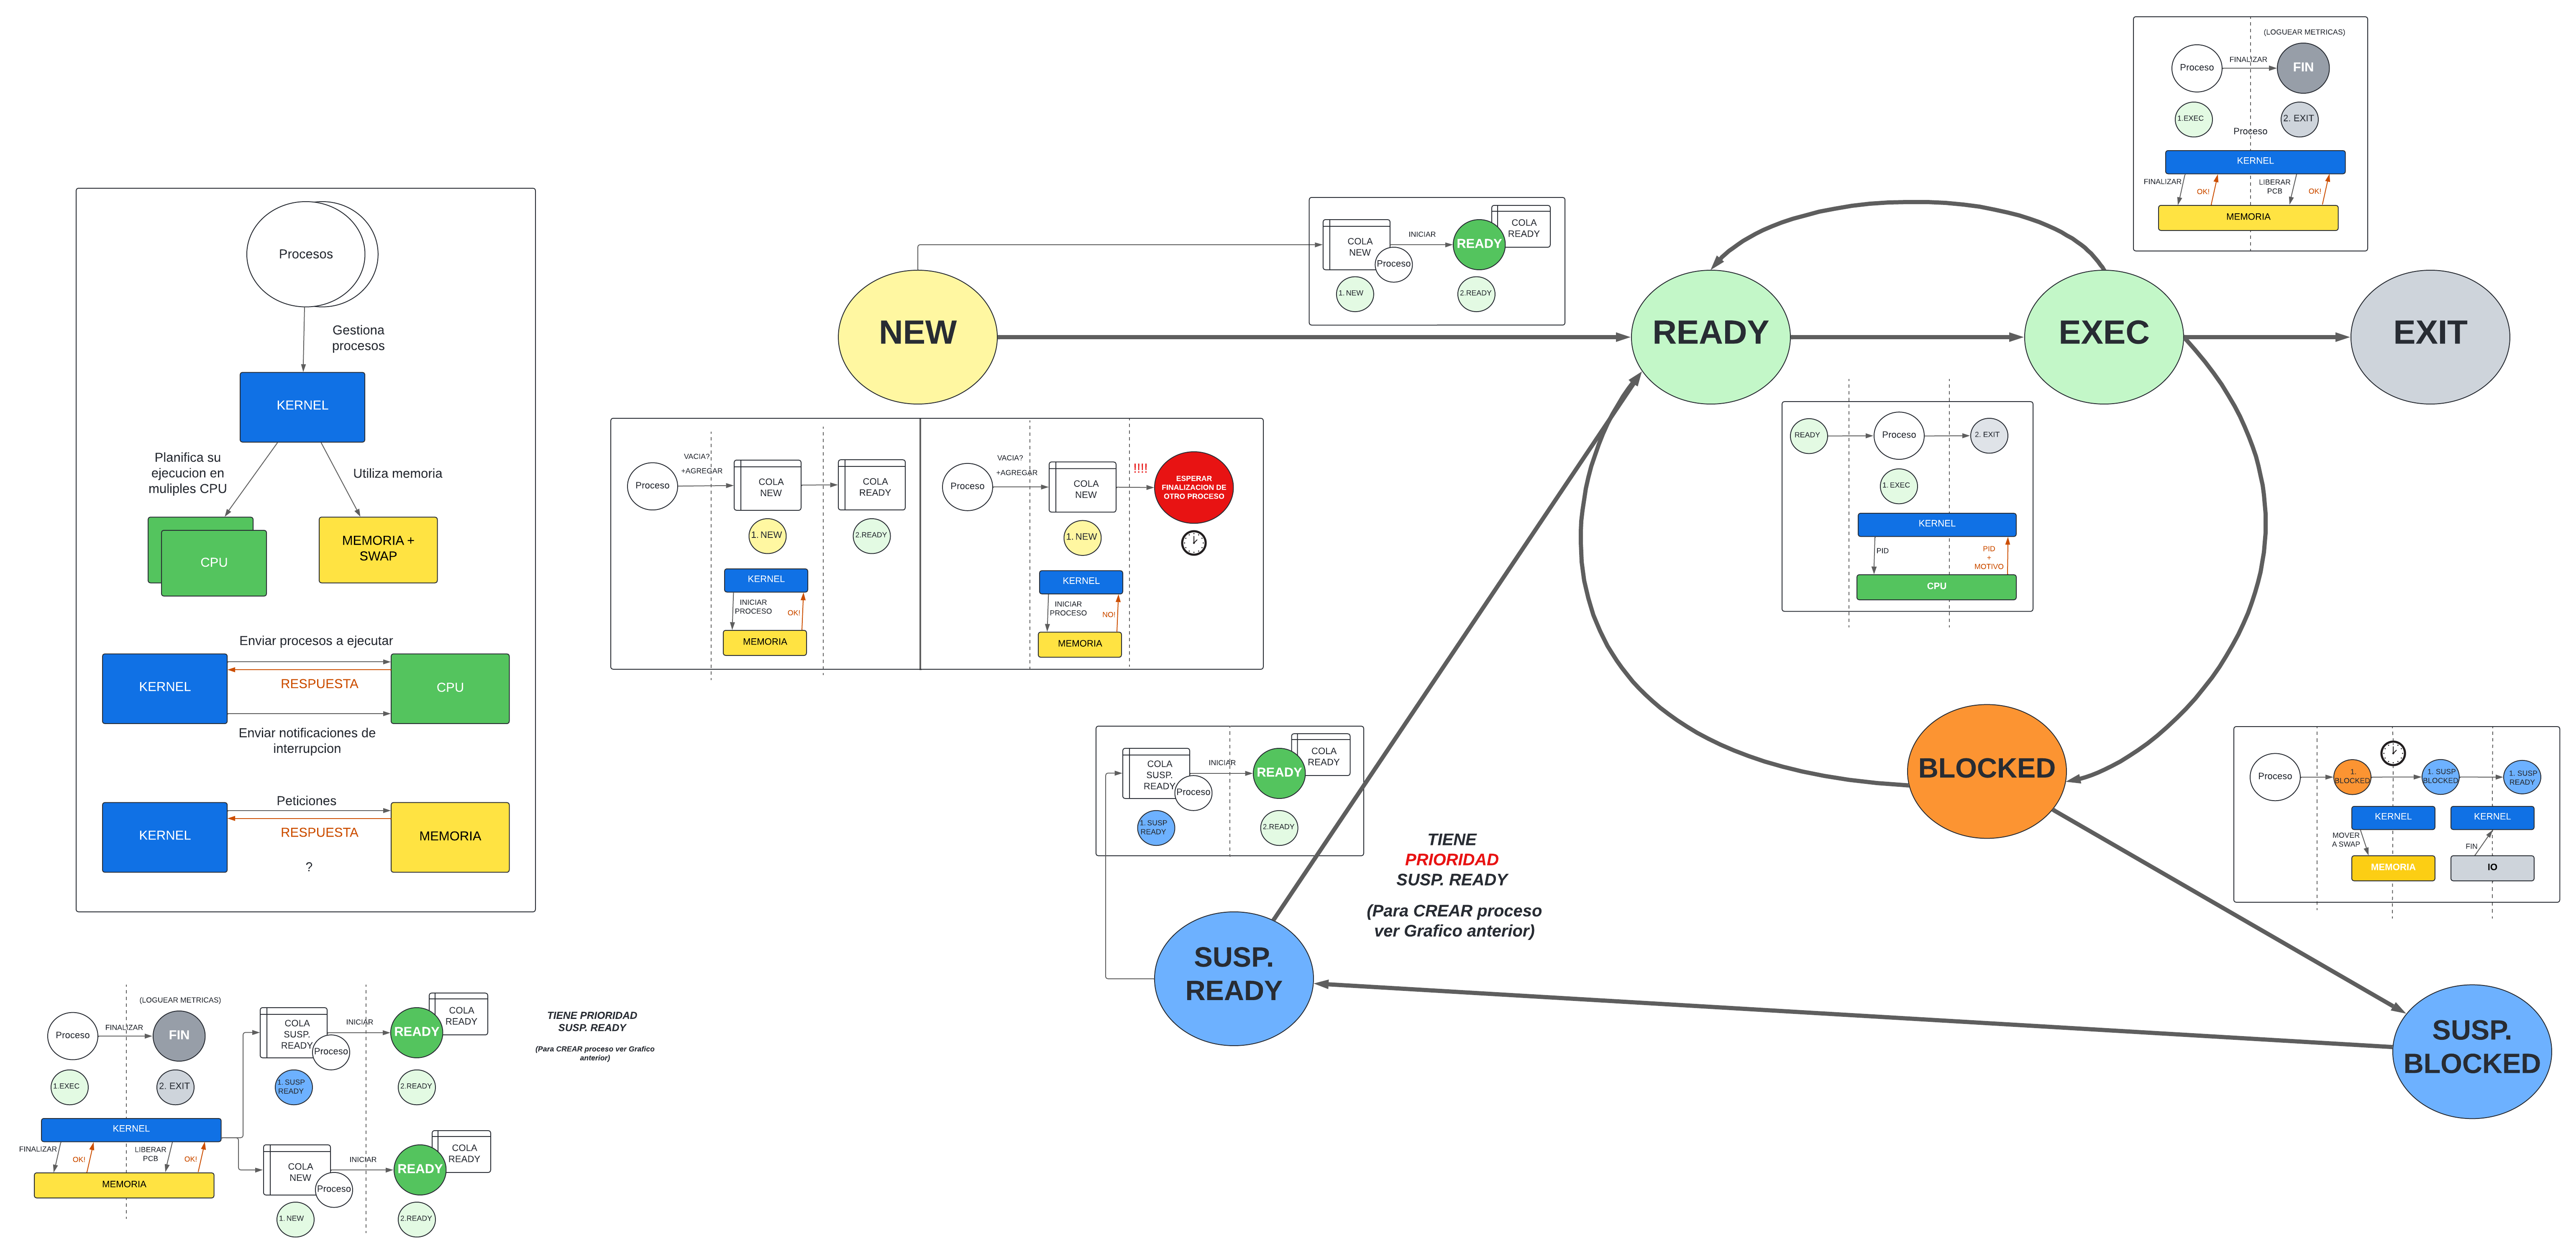 Procesos
Gestiona
procesos
KERNEL
Planifica su
ejecucion en
muliples CPU
Utiliza memoria
CPU
MEMORIA +
SWAP
Enviar procesos a ejecutar
KERNEL
RESPUESTA
CPU
Enviar notificaciones de
interrupcion
Peticiones
KERNEL
RESPUESTA
MEMORIA
?
(LOGUEAR METRICAS)
Proceso
FINALIZAR
FIN
1.EXEC
2. EXIT
KERNEL
FINALIZAR
OK!
LIBERAR
PCB
OK!
MEMORIA
COLA
SUSP.
READY
Proceso
INICIAR
READY
COLA
READY
1. SUSP
READY
2.READY
COLA
NEW
Proceso
INICIAR
READY
COLA
READY
1. NEW
2.READY
TIENE PRIORIDAD
SUSP. READY
(Para CREAR proceso ver Grafico
anterior)
NEW
COLA
NEW
Proceso
INICIAR
READY
COLA
READY
1. NEW
2.READY
Proceso
VACIA?
+AGREGAR
COLA
NEW
COLA
READY
1. NEW
2.READY
KERNEL
INICIAR
PROCESO
OK!
MEMORIA
Proceso
VACIA?
+AGREGAR
COLA
NEW
!!!!
ESPERAR
FINALIZACION DE
OTRO PROCESO
1. NEW
KERNEL
INICIAR
PROCESO
NO!
MEMORIA
READY
EXEC
EXIT
(LOGUEAR METRICAS)
Proceso
FINALIZAR
FIN
1.EXEC
2. EXIT
Proceso
KERNEL
FINALIZAR
OK!
LIBERAR
PCB
OK!
MEMORIA
READY
Proceso
2. EXIT
1. EXEC
KERNEL
PID
PID
+
MOTIVO
CPU
BLOCKED
Proceso
1.
BLOCKED
1. SUSP
BLOCKED
1. SUSP
READY
KERNEL
KERNEL
MOVER
A SWAP
FIN
MEMORIA
IO
COLA
SUSP.
READY
Proceso
INICIAR
READY
COLA
READY
1. SUSP
READY
2.READY
TIENE
PRIORIDAD
SUSP. READY
(Para CREAR proceso
ver Grafico anterior)
SUSP.
READY
SUSP.
BLOCKED